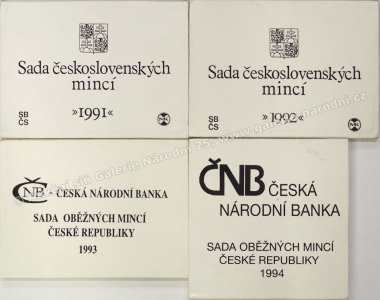 Sada československých
mincí
»1991«
SB
ČS
Sada československých
mincí
»1992«
SB
ČS
ČNB - ČESKÁ NÁRODNÍ BANKA
SADA OBĚŽNÝCH MINCÍ
ČESKÉ REPUBLIKY
1993
ČNB ČESKÁ
NÁRODNÍ BANKA
SADA OBĚŽNÝCH MINCÍ
ČESKÉ REPUBLIKY
1994